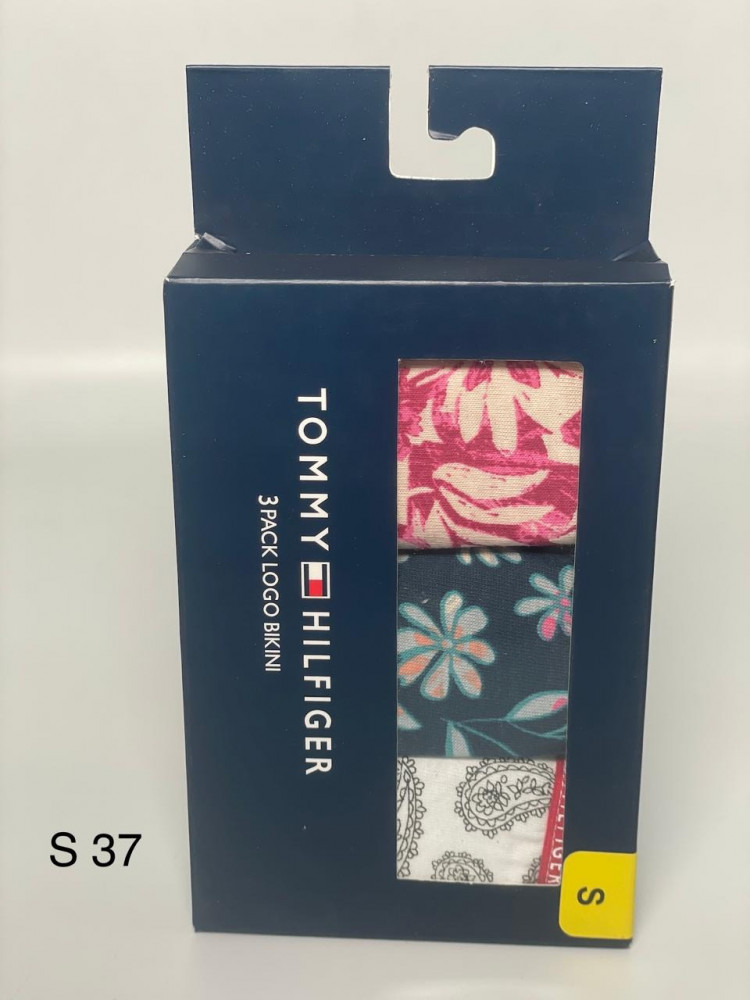 TOMMY HILFIGER
3 PACK LOGO BIKINI
S 37
S